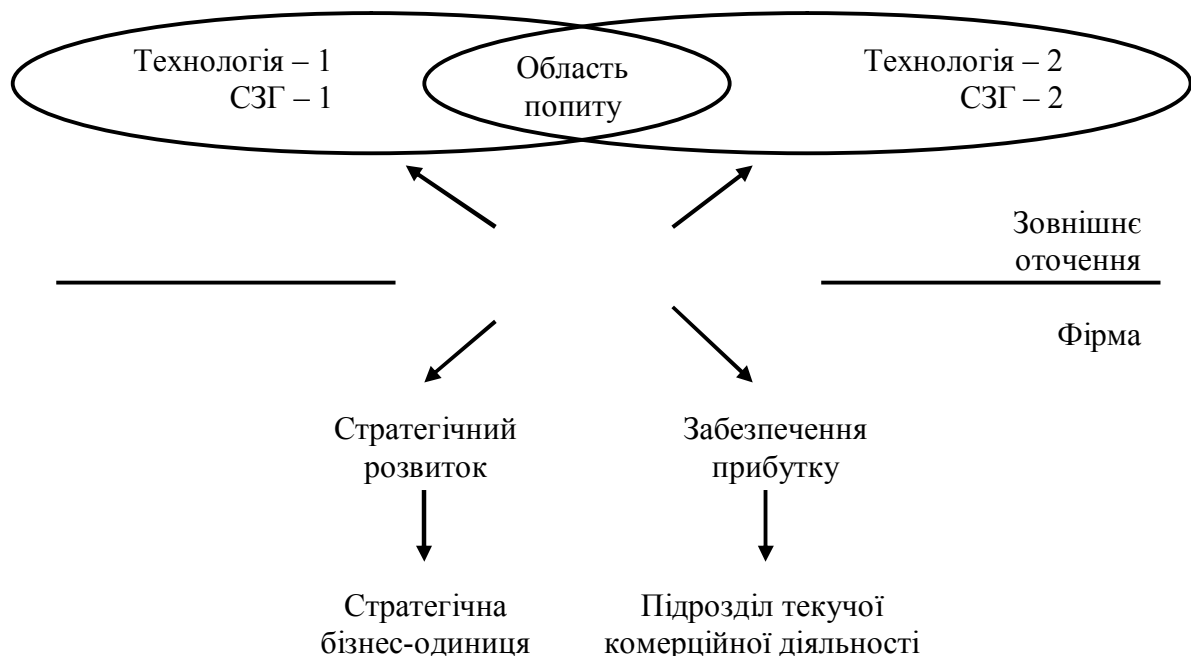 Технологія – 1
СЗГ – 1
Область
попиту
Технологія – 2
СЗГ – 2
Зовнішнє
оточення
Фірма
Стратегічний
розвиток
Забезпечення
прибутку
Стратегічна
бізнес-одиниця
Підрозділ текучої
комерційної діяльності